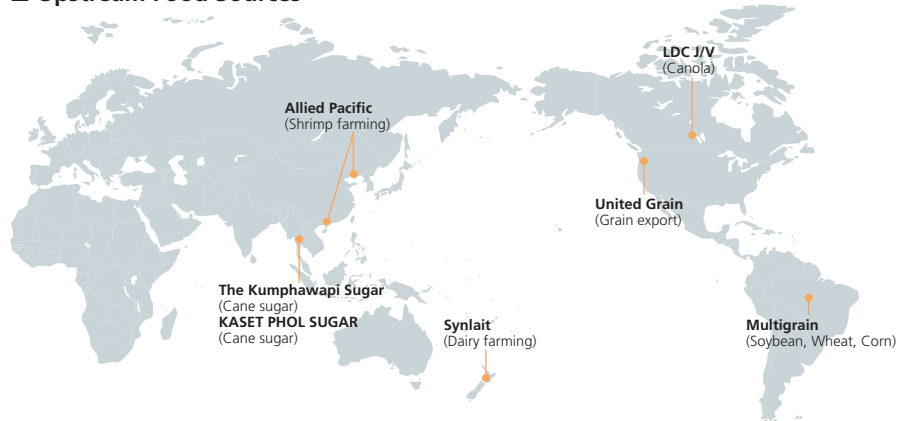 ■ Upstream Food Sources
LDC J/V
(Canola)
Allied Pacific
(Shrimp farming)
United Grain
(Grain export)
The Kumphawapi Sugar
(Cane sugar)
KASET PHOL SUGAR
(Cane sugar)
Synlait
(Dairy farming)
Multigrain
(Soybean, Wheat, Corn)